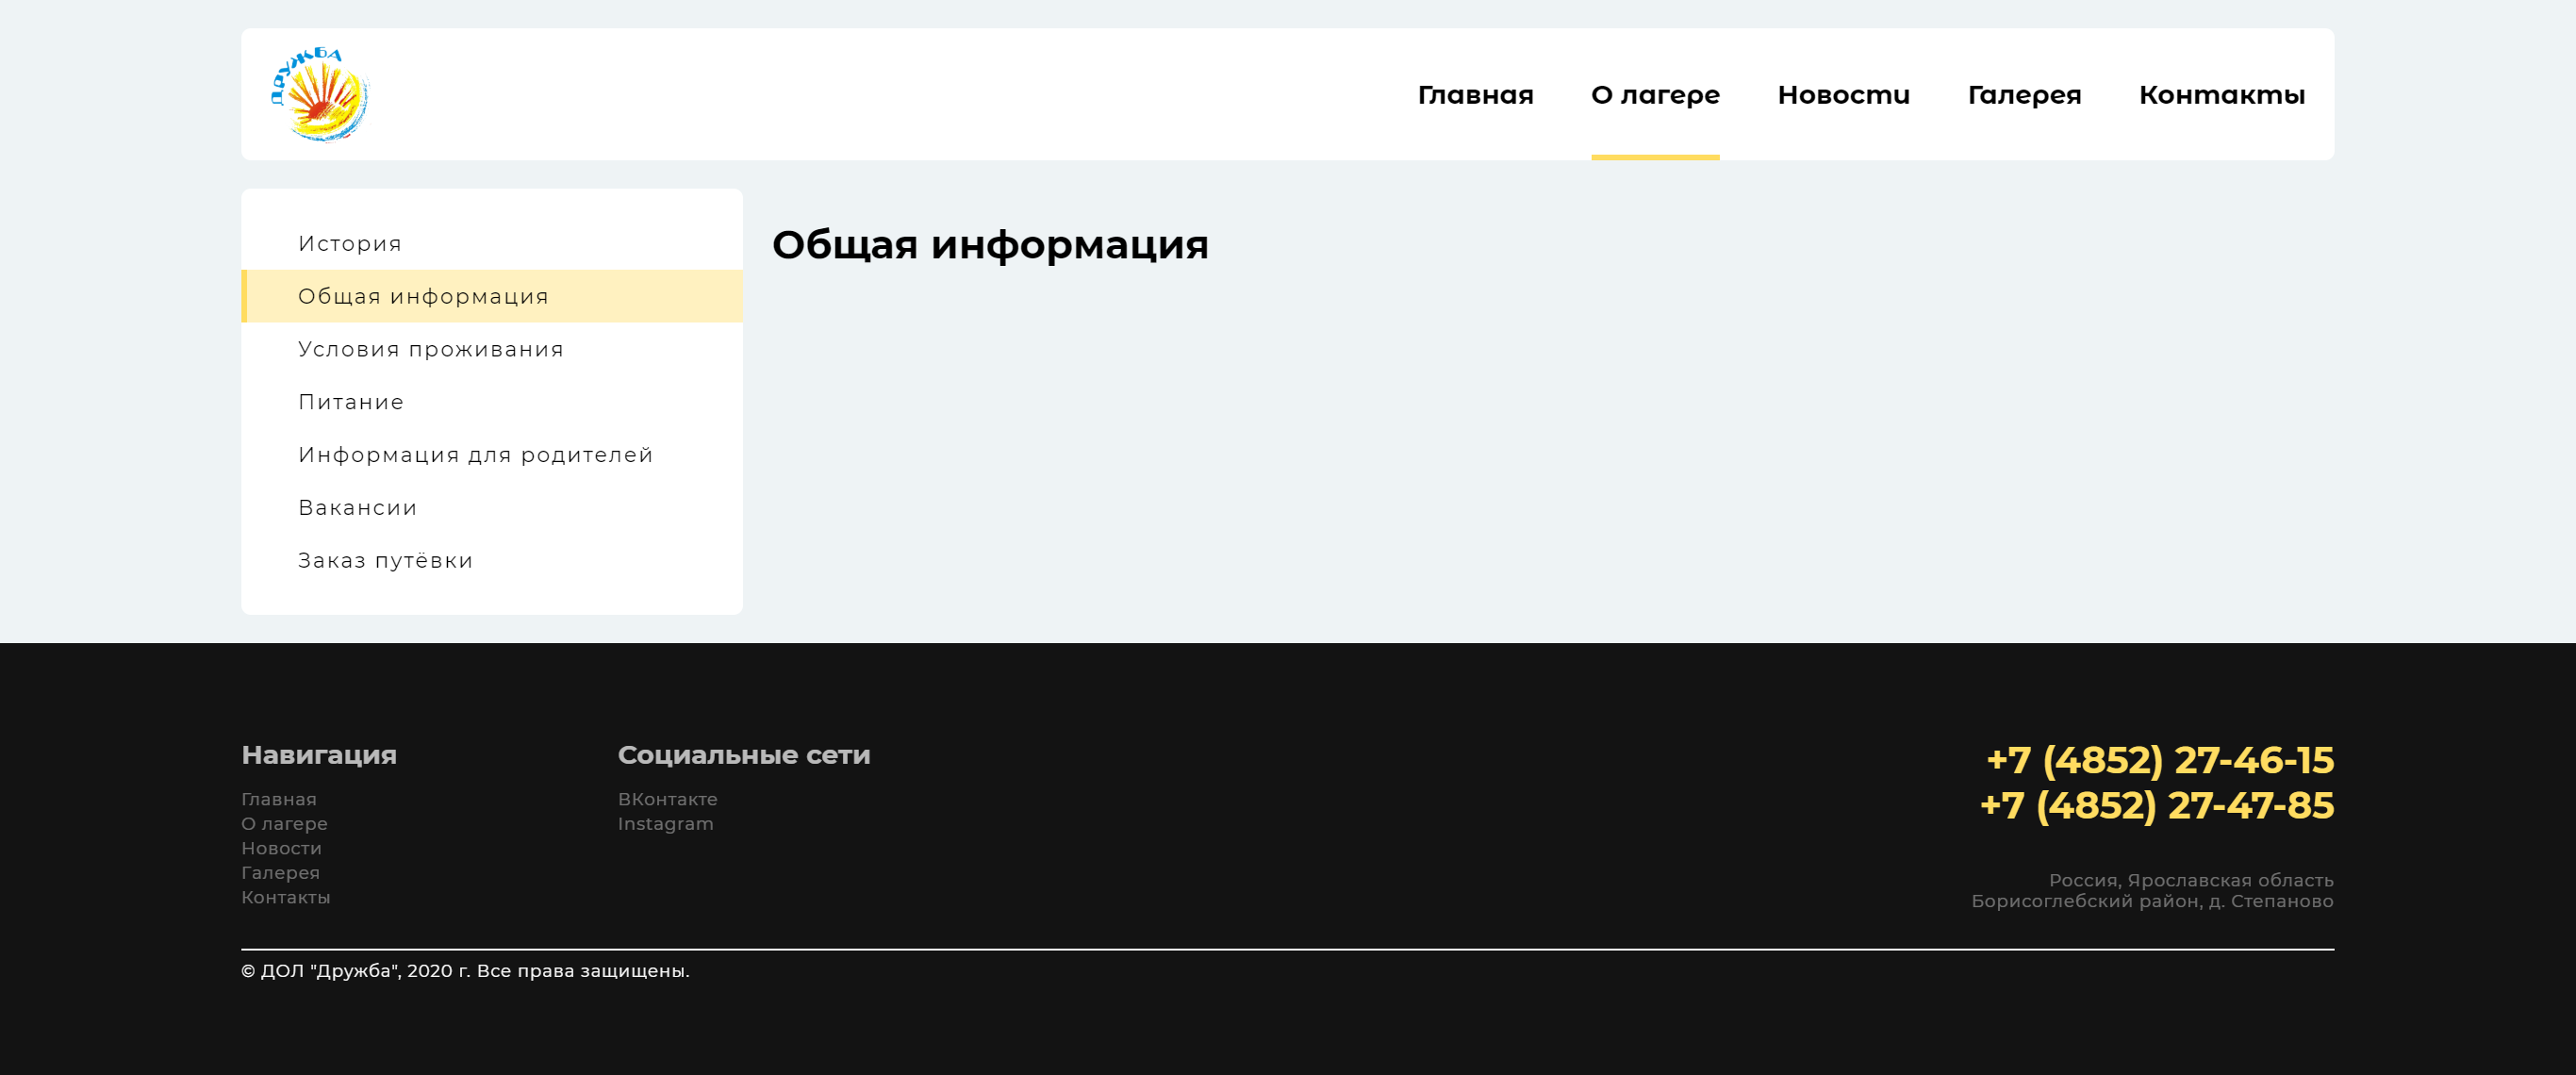 ДРУЖБА
Главная
О лагере
Новости
Галерея
Контакты
История
Общая информация
Условия проживания
Питание
Информация для родителей
Вакансии
Заказ путёвки
Общая информация
Навигация
Главная
О лагере
Новости
Галерея
Контакты
Социальные сети
ВКонтакте
Instagram
+7 (4852) 27-46-15
+7 (4852) 27-47-85
Россия, Ярославская область
Борисоглебский район, д. Степаново
© ДОЛ "Дружба", 2020 г. Все права защищены.